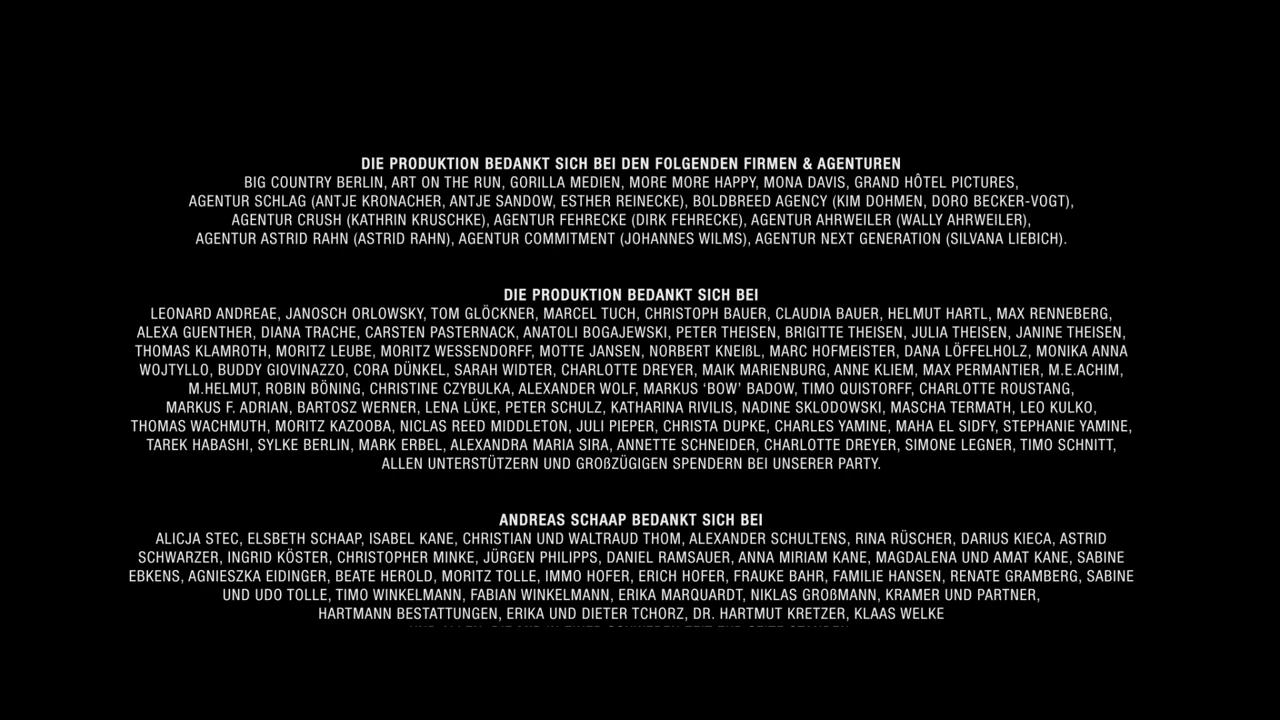 DIE PRODUKTION BEDANKT SICH BEI DEN FOLGENDEN FIRMEN & AGENTUREN
BIG COUNTRY BERLIN, ART ON THE RUN, GORILLA MEDIEN, MORE MORE HAPPY, MONA DAVIS, GRAND HÔTEL PICTURES,
AGENTUR SCHLAG (ANTJE KRONACHER, ANTJE SANDOW, ESTHER REINECKE), BOLDBREED AGENCY (KIM DOHMEN, DORO BECKER-VOGT),
AGENTUR CRUSH (KATHRIN KRUSCHKE), AGENTUR FEHRECKE (DIRK FEHRECKE), AGENTUR AHRWEILER (WALLY AHRWEILER),
AGENTUR ASTRID RAHN (ASTRID RAHN), AGENTUR COMMITMENT (JOHANNES WILMS), AGENTUR NEXT GENERATION (SILVANA LIEBICH).
DIE PRODUKTION BEDANKT SICH BEI
LEONARD ANDREAE, JANOSCH ORLOWSKY, TOM GLÖCKNER, MARCEL TUCH, CHRISTOPH BAUER, CLAUDIA BAUER, HELMUT HARTL, MAX RENNEBERG,
ALEXA GUENTHER, DIANA TRACHE, CARSTEN PASTERNACK, ANATOLI BOGAJEWSKI, PETER THEISEN, BRIGITTE THEISEN, JULIA THEISEN, JANINE THEISEN,
THOMAS KLAMROTH, MORITZ LEUBE, MORITZ WESSENDORFF, MOTTE JANSEN, NORBERT KNEIßL, MARC HOFMEISTER, DANA LÖFFELHOLZ, MONIKA ANNA
WOJTYLLO, BUDDY GIOVINAZZO, CORA DÜNKEL, SARAH WIDTER, CHARLOTTE DREYER, MAIK MARIENBURG, ANNE KLIEM, MAX PERMANTIER, M.E.ACHIM,
M.HELMUT, ROBIN BÖNING, CHRISTINE CZYBULKA, ALEXANDER WOLF, MARKUS ‘BOW’ BADOW, TIMO QUISTORFF, CHARLOTTE ROUSTANG,
MARKUS F. ADRIAN, BARTOSZ WERNER, LENA LÜKE, PETER SCHULZ, KATHARINA RIVILIS, NADINE SKLODOWSKI, MASCHA TERMATH, LEO KULKO,
THOMAS WACHMUTH, MORITZ KAZOOBA, NICLAS REED MIDDLETON, JULI PIEPER, CHRISTA DUPKE, CHARLES YAMINE, MAHA EL SIDFY, STEPHANIE YAMINE,
TAREK HABASHI, SYLKE BERLIN, MARK ERBEL, ALEXANDRA MARIA SIRA, ANNETTE SCHNEIDER, CHARLOTTE DREYER, SIMONE LEGNER, TIMO SCHNITT,
ALLEN UNTERSTÜTZERN UND GROßZÜGIGEN SPENDERN BEI UNSERER PARTY.
ANDREAS SCHAAP BEDANKT SICH BEI
ALICJA STEC, ELSBETH SCHAAP, ISABEL KANE, CHRISTIAN UND WALTRAUD THOM, ALEXANDER SCHULTENS, RINA RÜSCHER, DARIUS KIECA, ASTRID
SCHWARZER, INGRID KÖSTER, CHRISTOPHER MINKE, JÜRGEN PHILIPPS, DANIEL RAMSAUER, ANNA MIRIAM KANE, MAGDALENA UND AMAT KANE, SABINE
EBKENS, AGNIESZKA EIDINGER, BEATE HEROLD, MORITZ TOLLE, IMMO HOFER, ERICH HOFER, FRAUKE BAHR, FAMILIE HANSEN, RENATE GRAMBERG, SABINE
UND UDO TOLLE, TIMO WINKELMANN, FABIAN WINKELMANN, ERIKA MARQUARDT, NIKLAS GROßMANN, KRAMER UND PARTNER,
HARTMANN BESTATTUNGEN, ERIKA UND DIETER TCHORZ, DR. HARTMUT KRETZER, KLAAS WELKE